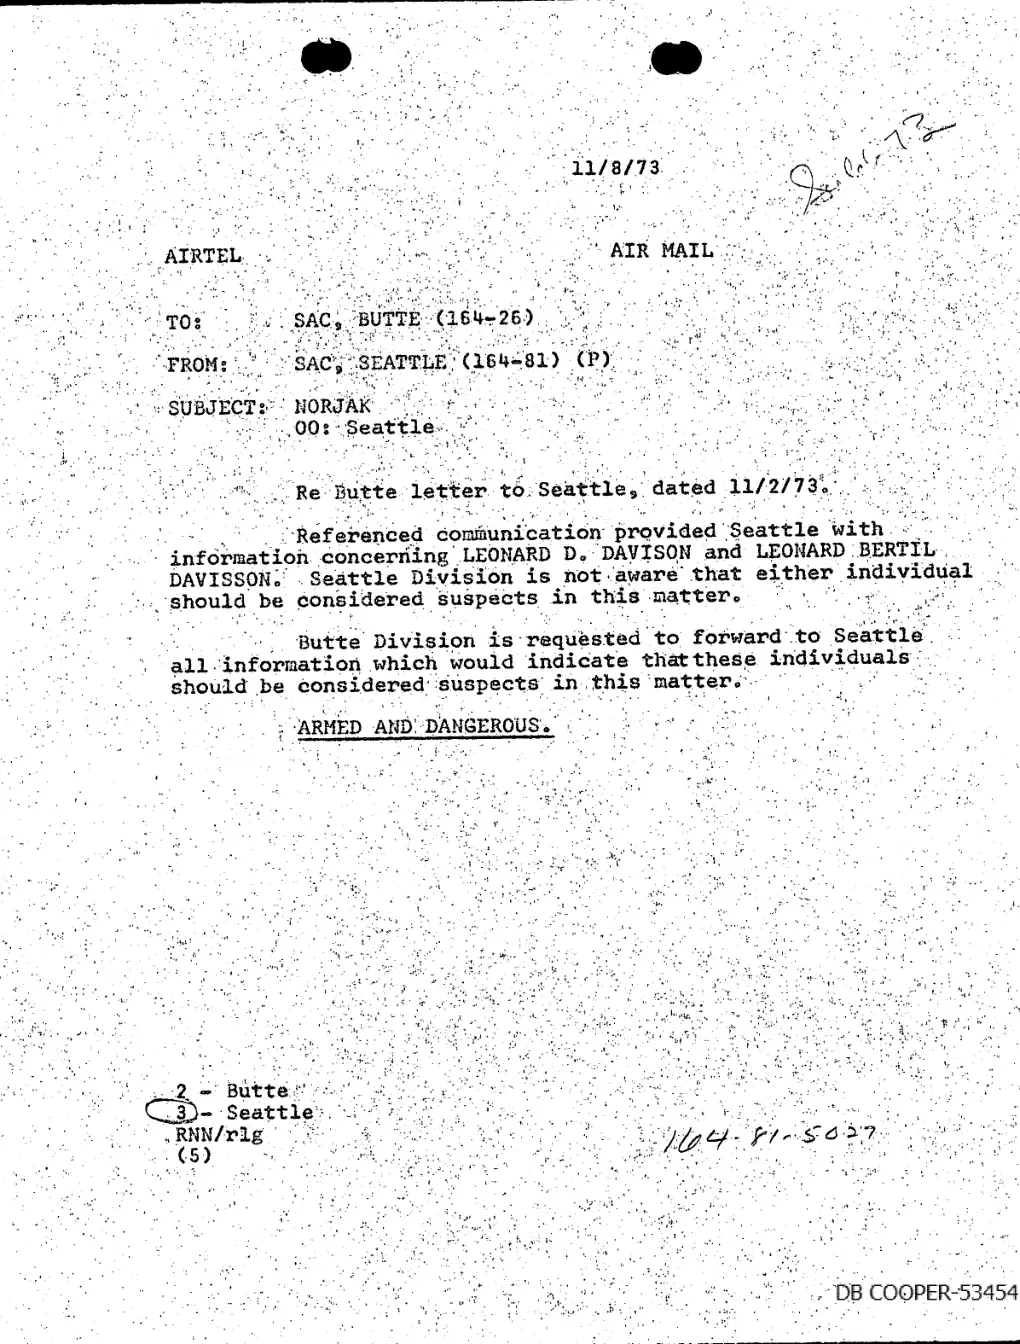 11/8/73
AIRTEL AIR MAIL
TO: SAC, BUTTE (164-26)
FROM: SAC, SEATTLE (164-81) (P)
SUBJECT: NORJAK
OO: Seattle
Re Butte letter to Seattle, dated 11/2/73.
Referenced communication provided Seattle with
information concerning LEONARD D. DAVISON and LEONARD BERTIL
DAVISSON. Seattle Division is not aware that either individual
should be considered suspects in this matter.
Butte Division is requested to forward to Seattle
all information which would indicate that these individuals
should be considered suspects in this matter.
ARMED AND DANGEROUS.
2 - Butte
3 - Seattle
RNN/rlg
(5)
164-81-5027
DB COOPER-53454